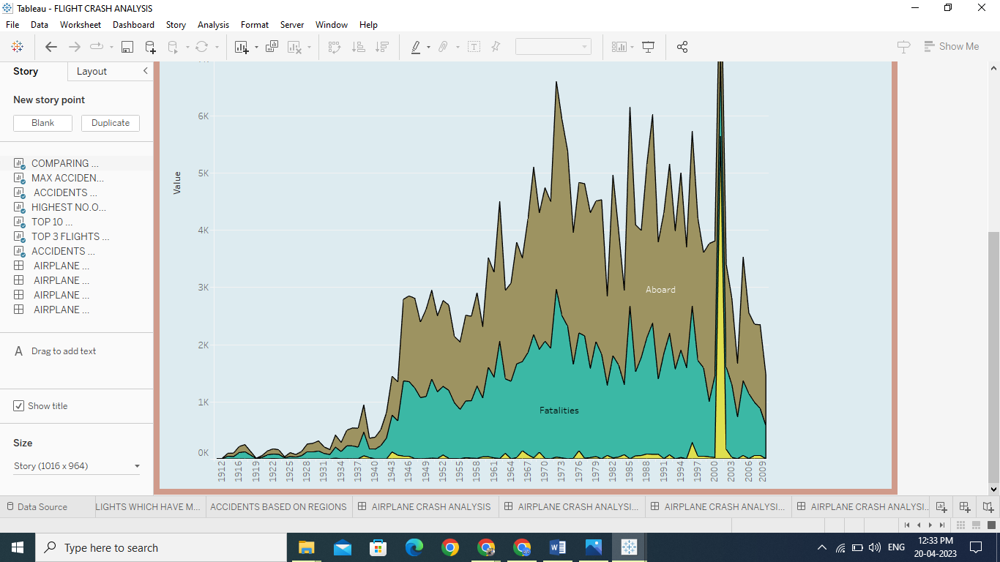 Tableau - FLIGHT CRASH ANALYSIS
File Data Worksheet Dashboard Story Analysis Format Server Window Help
Show Me
Story Layout
New story point
Blank Duplicate
COMPARING ...
MAX ACCIDEN...
ACCIDENTS ...
HIGHEST NO.O...
TOP 10 ...
TOP 3 FLIGHTS ...
ACCIDENTS ...
AIRPLANE ...
AIRPLANE ...
AIRPLANE ...
AIRPLANE ...
A Drag to add text
Show title
Size
Story (1016 x 964)
Value
6K
5K
4K
3K
2K
1K
0K
Aboard
Fatalities
1912 1916 1919 1922 1925 1928 1931 1934 1937 1940 1943 1946 1949 1952 1955 1958 1961 1964 1967 1970 1973 1976 1979 1982 1985 1988 1991 1994 1997 2000 2003 2006 2009
Data Source LIGHTS WHICH HAVE M... ACCIDENTS BASED ON REGIONS AIRPLANE CRASH ANALYSIS AIRPLANE CRASH ANALYSI... AIRPLANE CRASH ANALYSI... AIRPLANE CRASH ANALYSI...
Type here to search
ENG
12:33 PM
20-04-2023